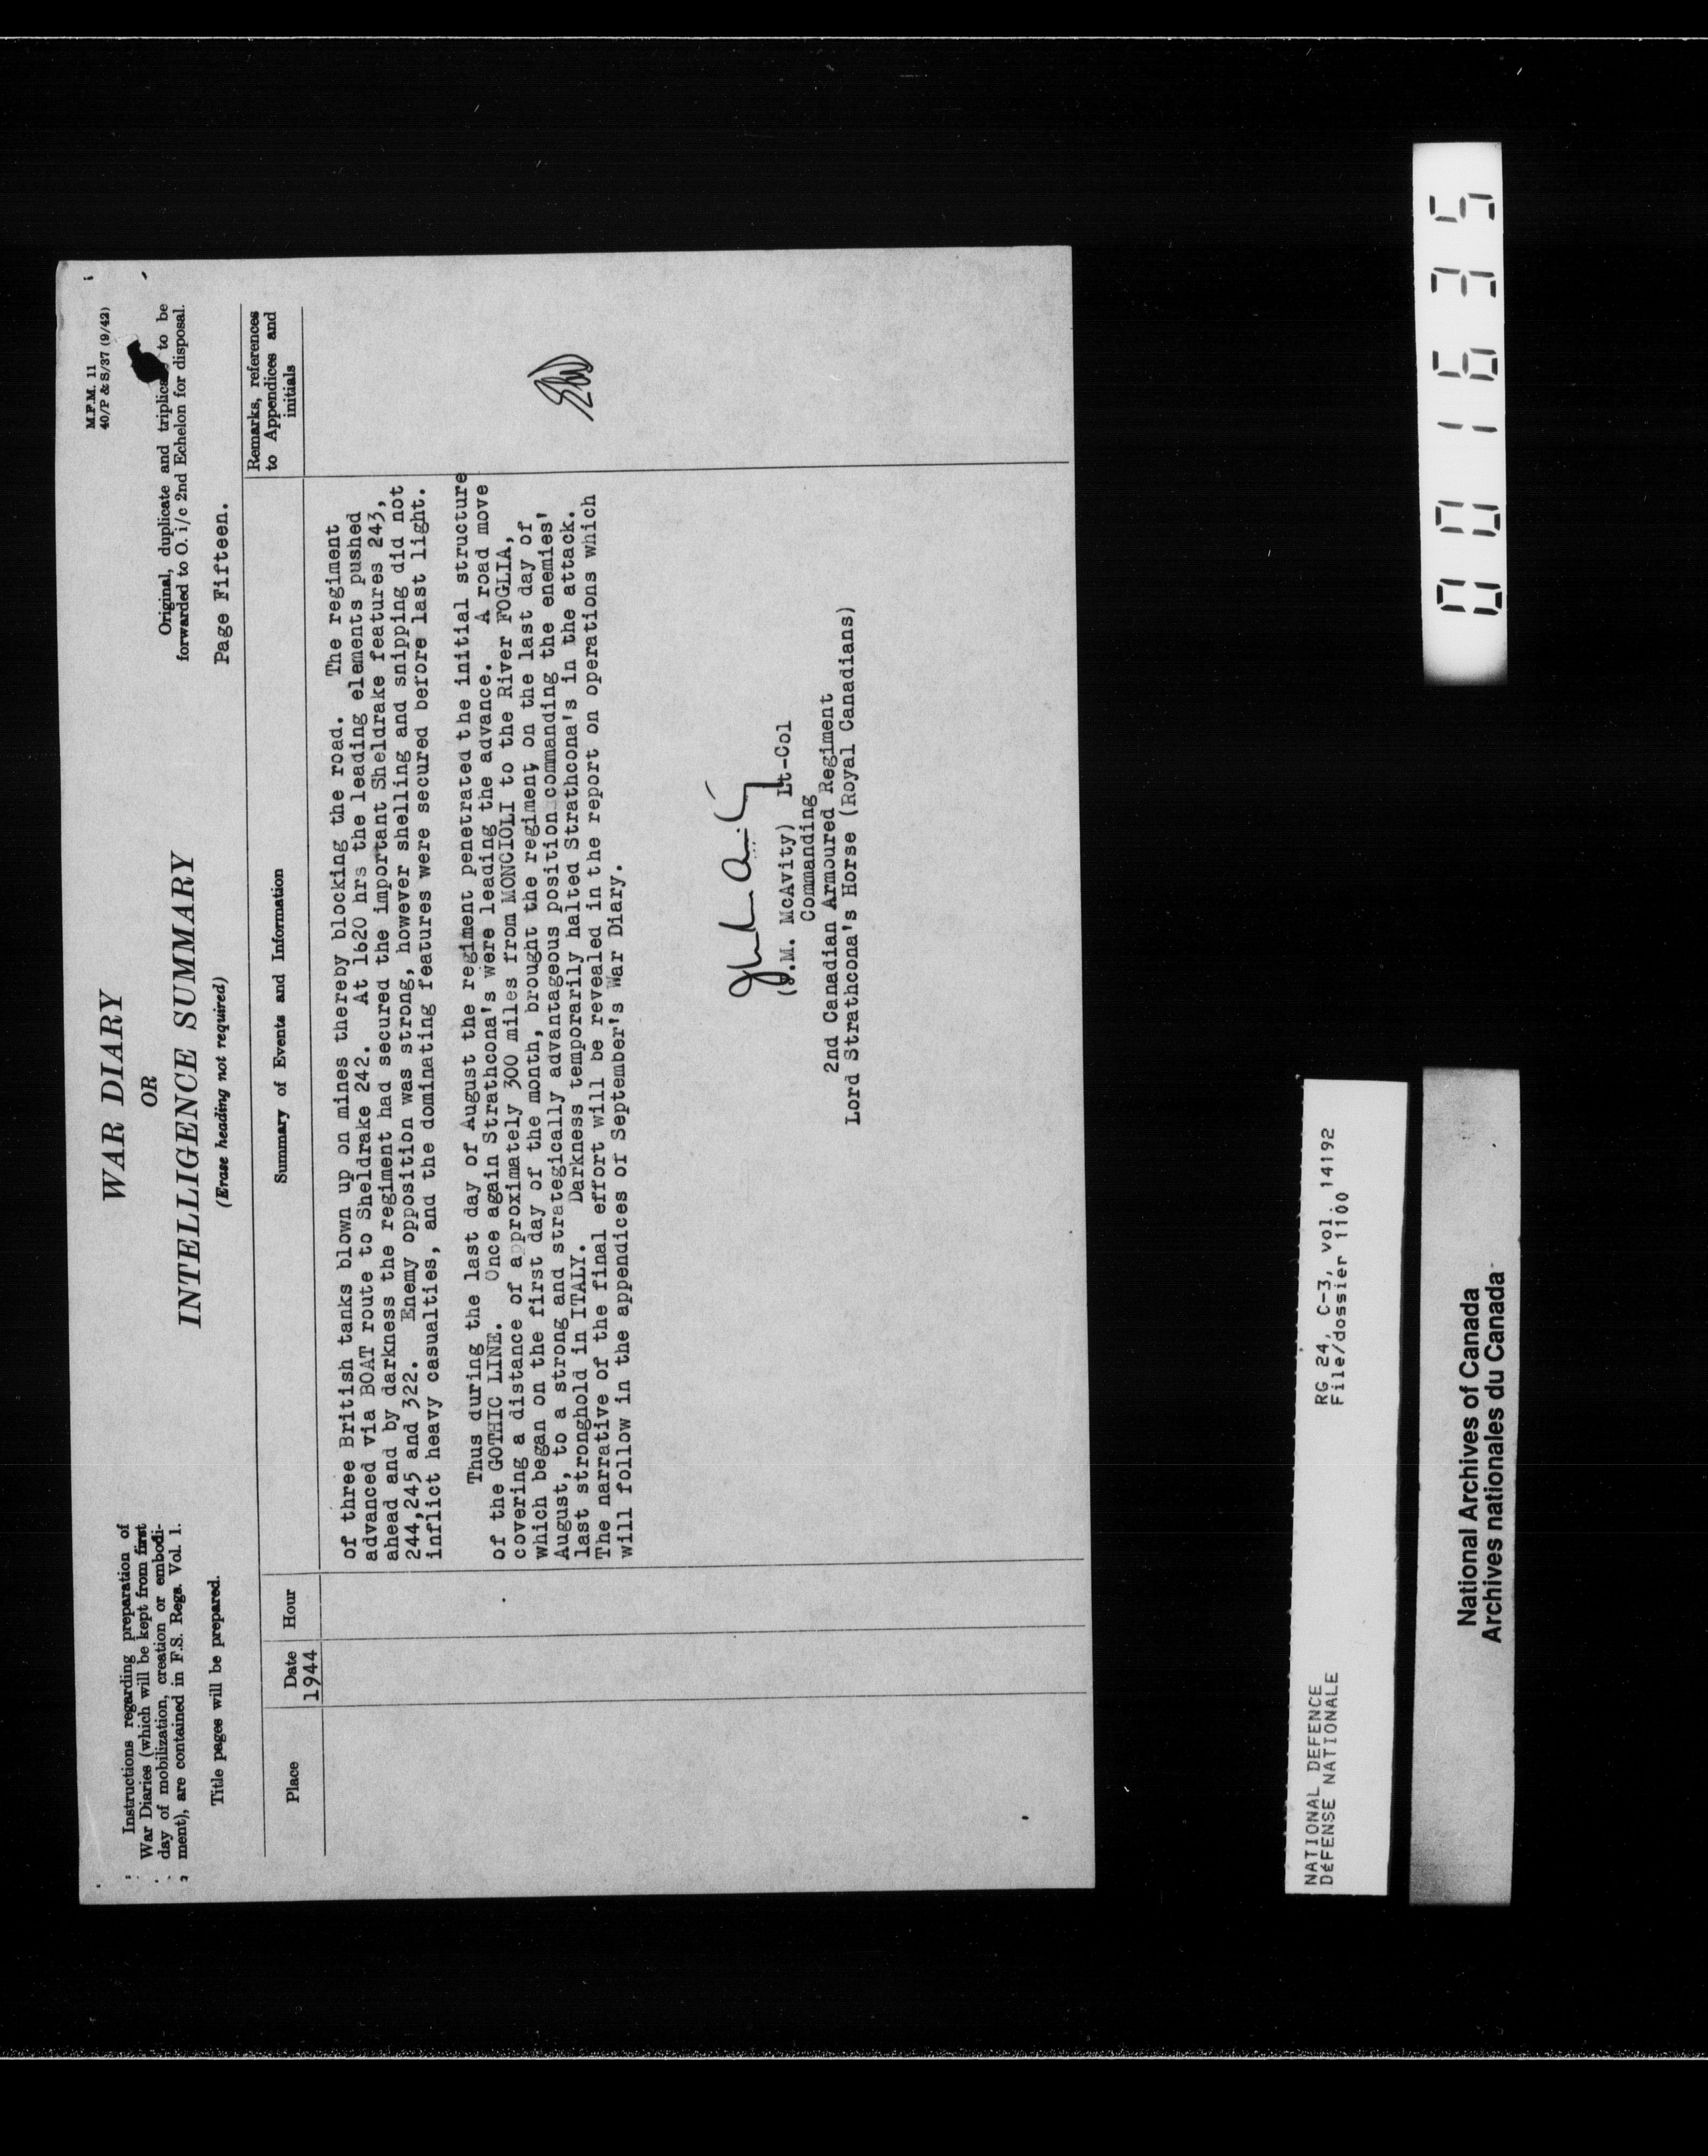 M.F.M. 11
40/P & S/37 (9/42)
Instructions regarding preparation of
War Diaries (which will be kept from first
day of mobilization, creation or embodi-
ment), are contained in F.S. Regs. Vol. 1.
Title pages will be prepared.
WAR DIARY
OR
INTELLIGENCE SUMMARY
(Erase heading not required)
Original, duplicate and to be
forwarded to O. i/c 2nd Echelon for disposal.
Page Fifteen.
Place
Date
1944
Hour
Summary of Events and Information
Remarks, references
to Appendices and
initials
of three British tanks blown up on mines thereby blocking the road. The regiment
advanced via BOAT route to Sheldrake 242. At 1620 hrs the leading elements pushed
ahead and by darkness the regiment had secured the important Sheldrake features 243,
244,245 and 322. Enemy opposition was strong, however shelling and snipping did not
inflict heavy casualties, and the dominating features were secured before last light.
Thus during the last day of August the regiment penetrated the initial structure
of the GOTHIC LINE. Once again Strathcona's were leading the advance. A road move
covering a distance of approximately 300 miles from MONCIOLI to the River FOGLIA,
which began on the first day of the month, brought the regiment on the last day of
August, to a strong and strategically advantageous position commanding the enemies'
last stronghold in ITALY. Darkness temporarily halted Strathcona's in the attack.
The narrative of the final effort will be revealed in the report on operations which
will follow in the appendices of September's War Diary.
(J.M. McAvity) Lt-Col
Commanding
2nd Canadian Armoured Regiment
Lord Strathcona's Horse (Royal Canadians)
NATIONAL DEFENCE
DÉFENSE NATIONALE
RG 24, C-3, vol. 14192
File/dossier 1100
National Archives of Canada
Archives nationales du Canada
001635